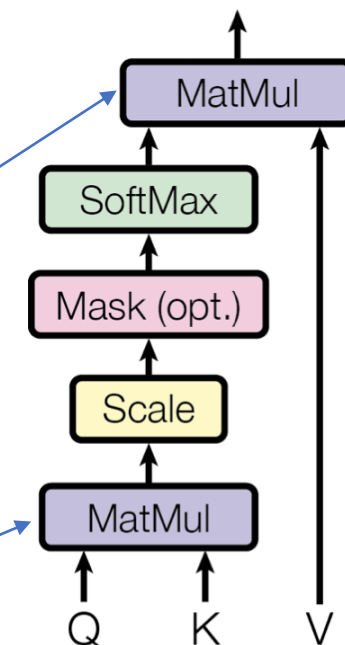 MatMul
SoftMax
Mask (opt.)
Scale
MatMul
Q K V